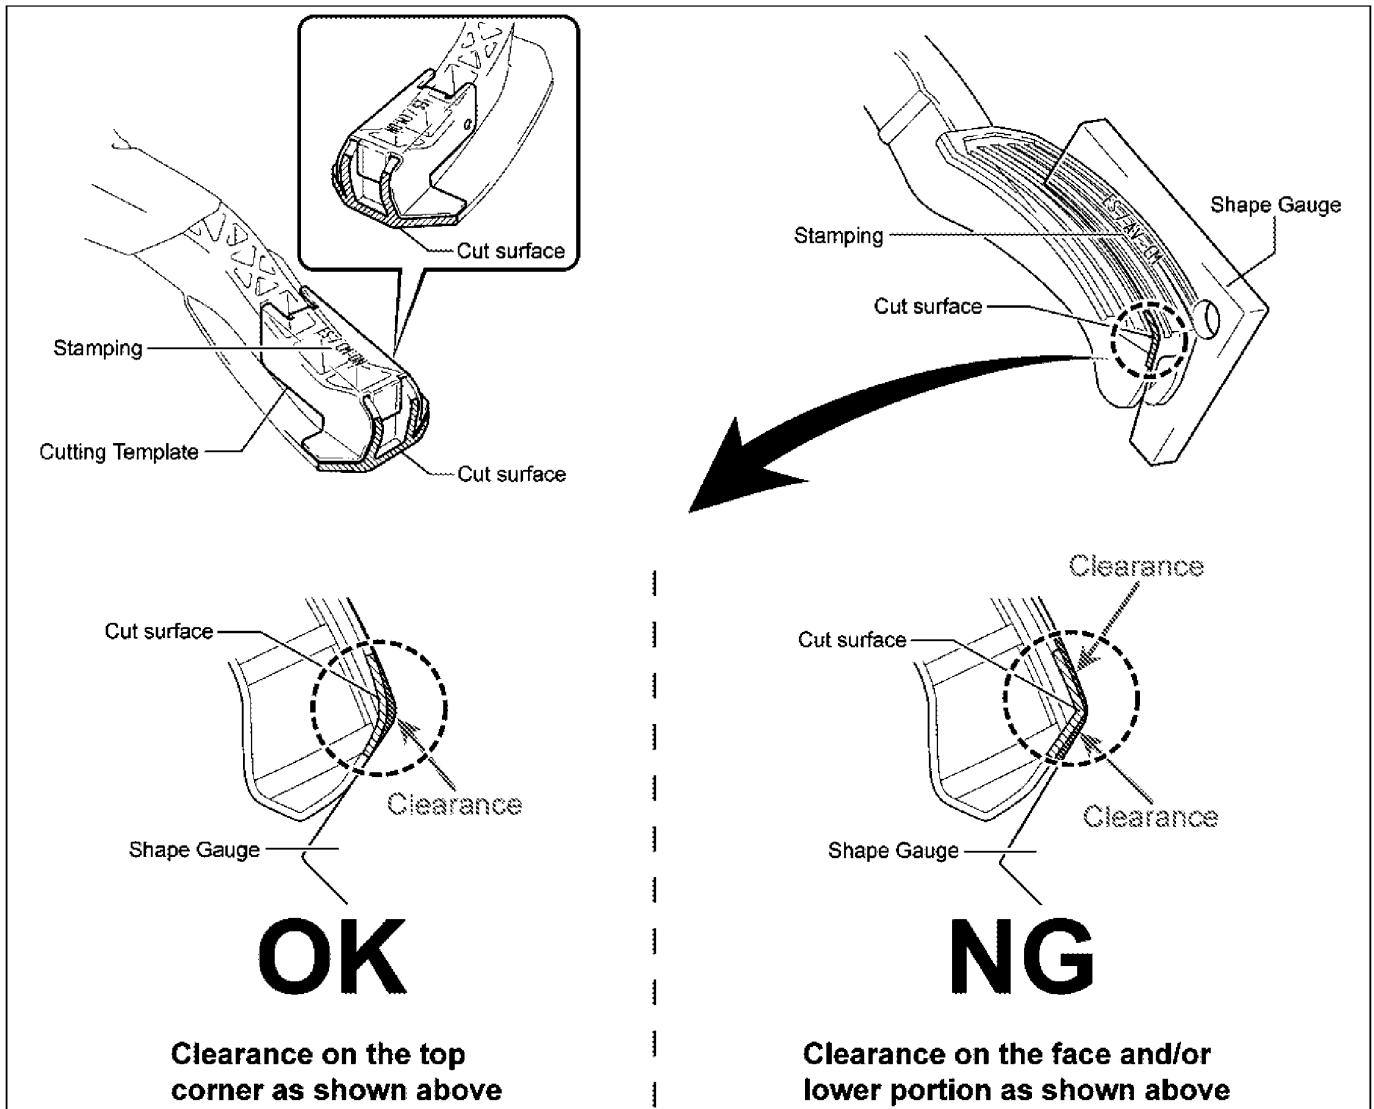 Cut surface
Stamping
Cutting Template
Cut surface
Shape Gauge
Stamping
Cut surface
Clearance
Cut surface
Cut surface
Clearance
Clearance
Shape Gauge
Shape Gauge
OK
NG
Clearance on the top
corner as shown above
Clearance on the face and/or
lower portion as shown above